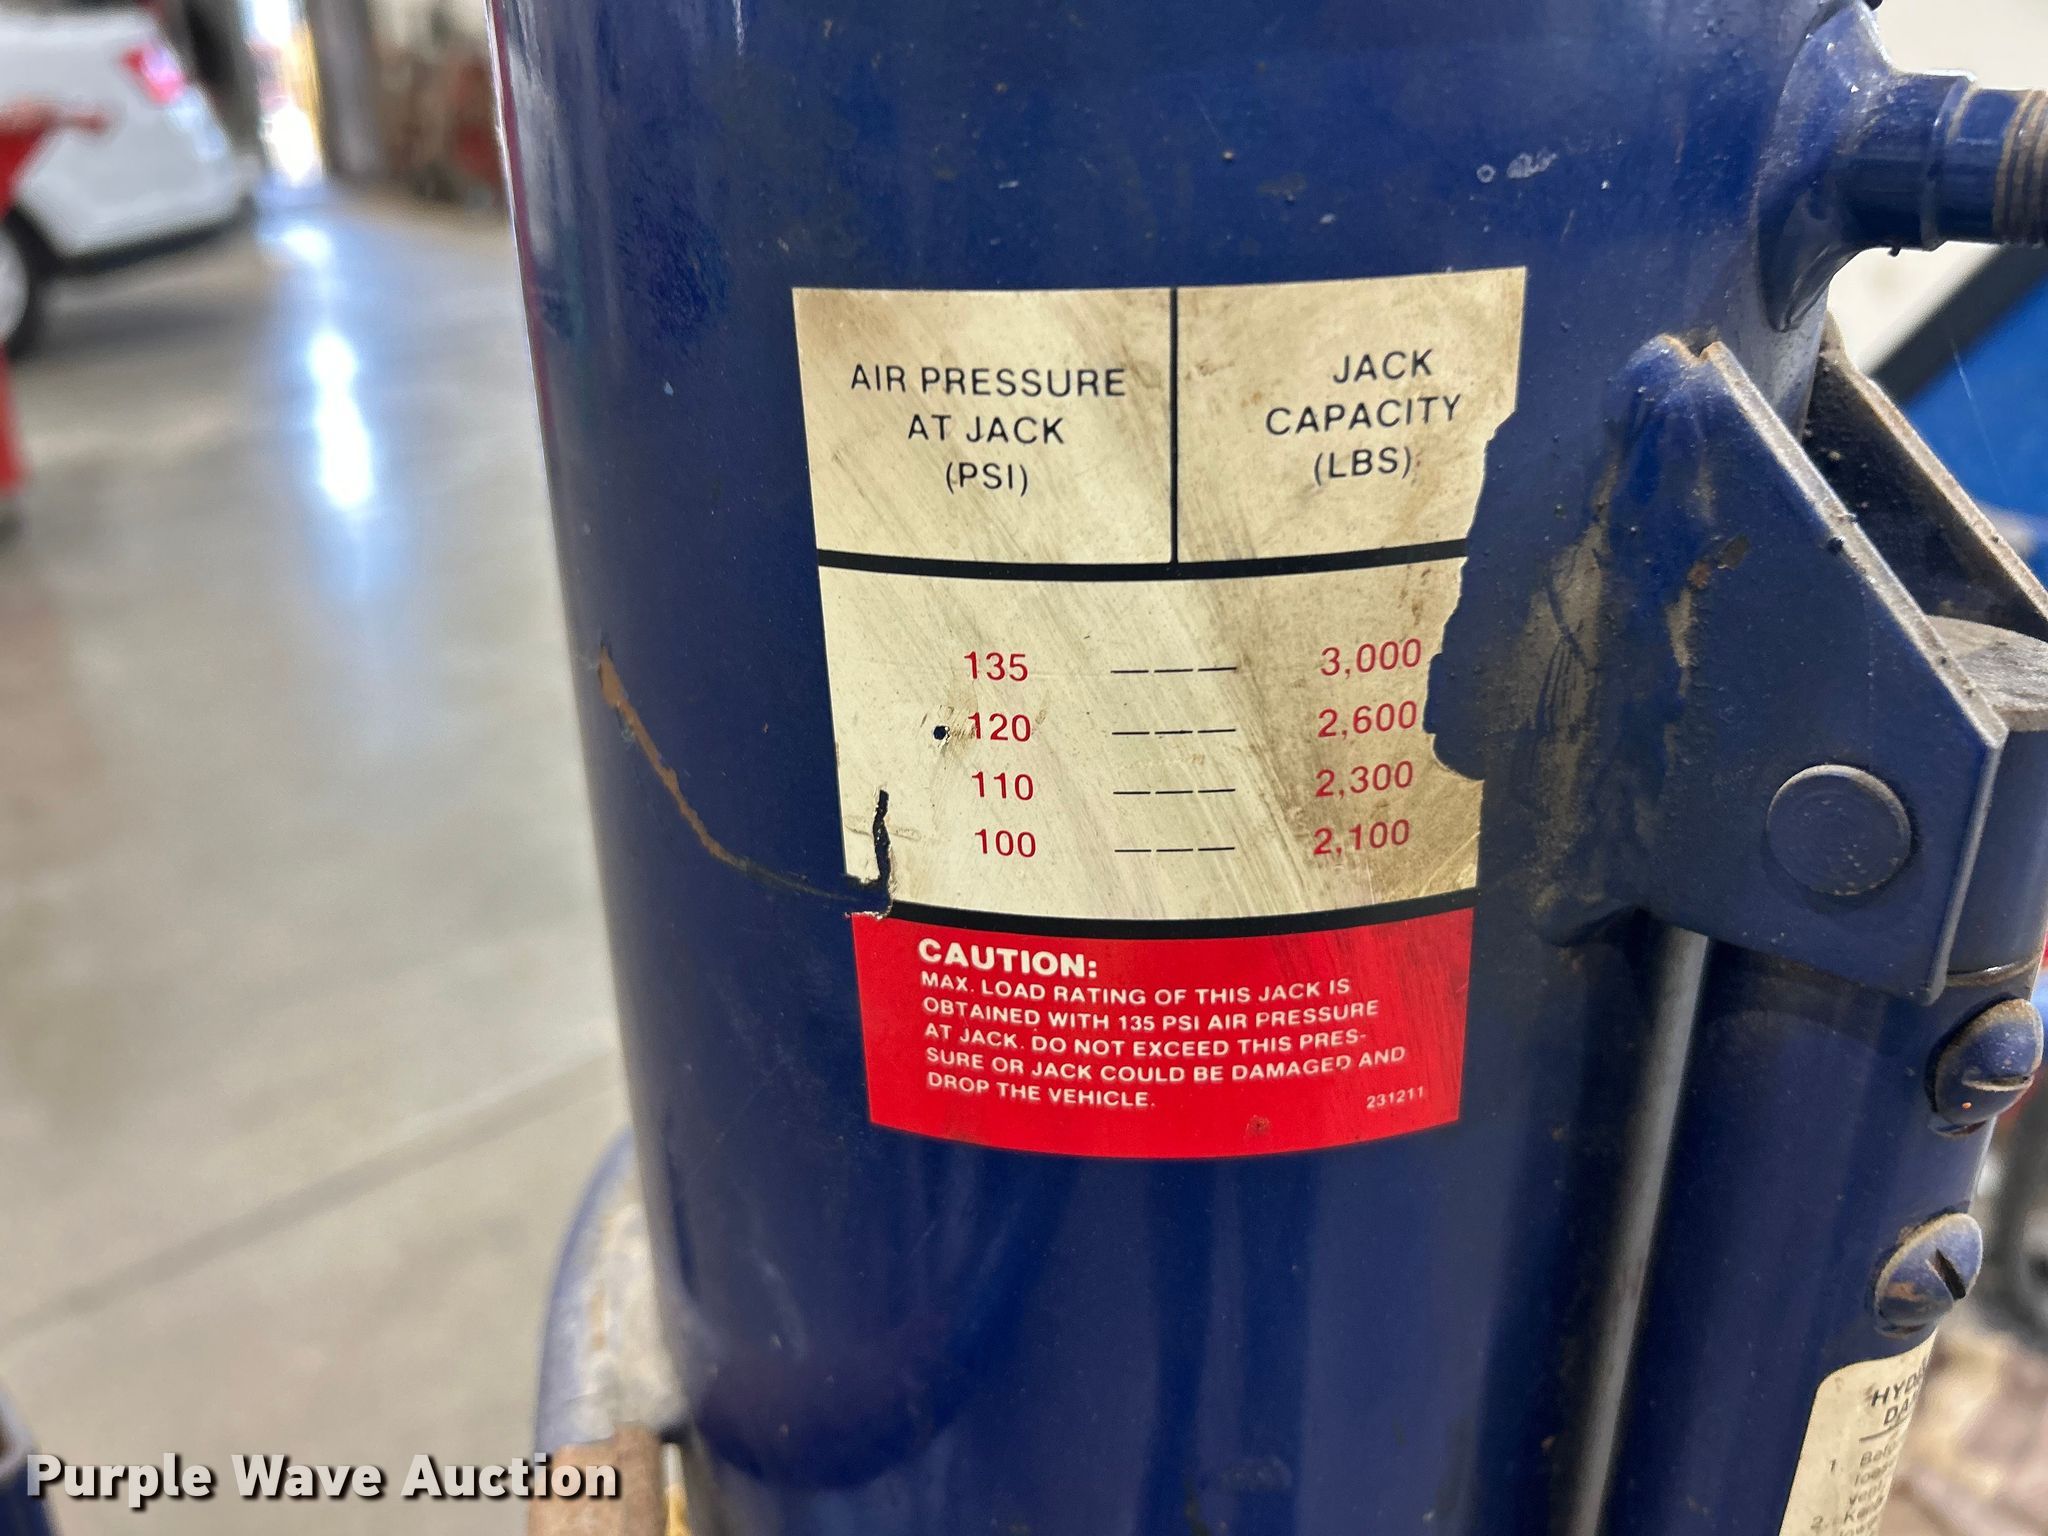 AIR PRESSURE
AT JACK
(PSI)
JACK
CAPACITY
(LBS)
135 ——— 3,000
120 ——— 2,600
110 ——— 2,300
100 ——— 2,100
CAUTION:
MAX. LOAD RATING OF THIS JACK IS
OBTAINED WITH 135 PSI AIR PRESSURE
AT JACK. DO NOT EXCEED THIS PRES-
SURE OR JACK COULD BE DAMAGED AND
DROP THE VEHICLE.
231211
1.
2.
Purple Wave Auction